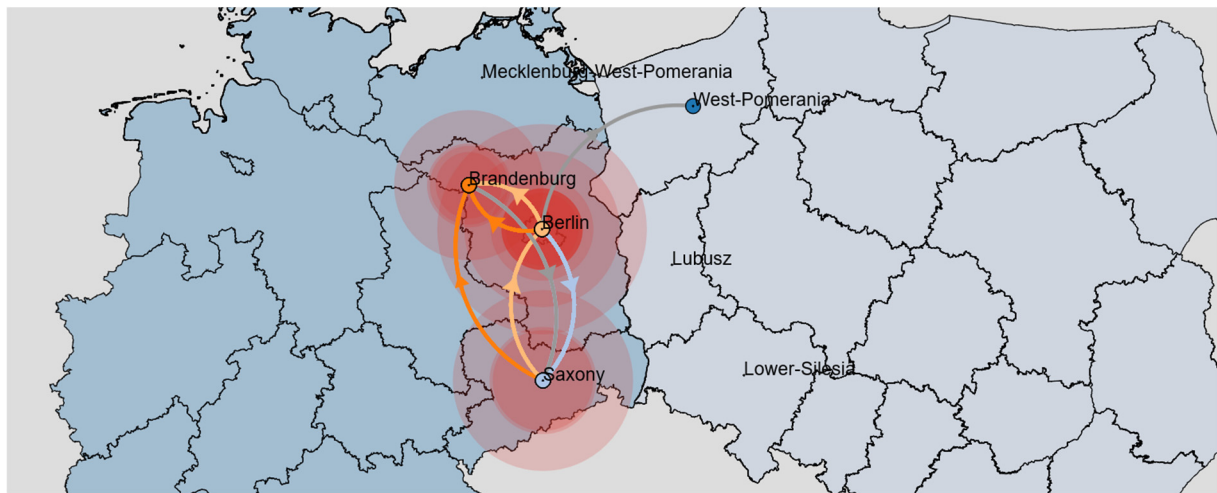 Mecklenburg-West-Pomerania
West-Pomerania
Brandenburg
Berlin
Lubusz
Lower-Silesia
Saxony